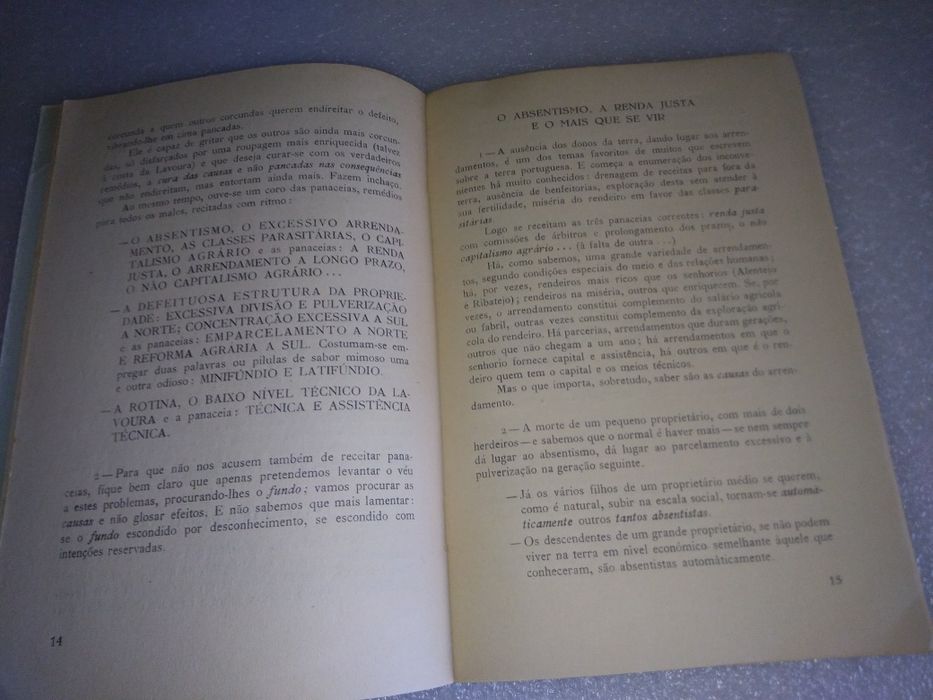 corcunda a quem outros corcundas querem endireitar o defeito,
vibrando-lhe em cima pancadas.
Ele é capaz de gritar que os outros são ainda mais corcun-
das, só disfarçados por uma roupagem mais enriquecida (talvez
à custa da Lavoura) e que deseja curar-se com os verdadeiros
remédios, a cura das causas e não pancadas nas consequências
que não endireitam, mas entortam ainda mais. Fazem inchaço.
Ao mesmo tempo, ouve-se um coro das panaceias, remédios
para todos os males, recitadas com ritmo:
— O ABSENTISMO, O EXCESSIVO ARRENDA-
MENTO, AS CLASSES PARASITÁRIAS, O CAPI-
TALISMO AGRÁRIO e as panaceias: A RENDA
JUSTA, O ARRENDAMENTO A LONGO PRAZO,
O NÃO CAPITALISMO AGRÁRIO...
— A DEFEITUOSA ESTRUTURA DA PROPRIE-
DADE: EXCESSIVA DIVISÃO E PULVERIZAÇÃO
A NORTE; CONCENTRAÇÃO EXCESSIVA A SUL
e as panaceias: EMPARCELAMENTO A NORTE
E REFORMA AGRÁRIA A SUL. Costumam-se em-
pregar duas palavras ou pílulas de sabor mimoso uma
e outra odioso: MINIFÚNDIO E LATIFÚNDIO.
— A ROTINA, O BAIXO NÍVEL TÉCNICO DA LA-
VOURA e a panaceia: TÉCNICA E ASSISTÊNCIA
TÉCNICA.
2 — Para que não nos acusem também de receitar pana-
ceias, fique bem claro que apenas pretendemos levantar o véu
a estes problemas, procurando-lhes o fundo; vamos procurar as
causas e não glosar efeitos. E não sabemos que mais lamentar:
se o fundo escondido por desconhecimento, se escondido com
intenções reservadas.
14
O ABSENTISMO, A RENDA JUSTA
E O MAIS QUE SE VIR
1 — A ausência dos donos da terra, dando lugar aos arren-
damentos, é um dos temas favoritos de muitos que escrevem
sobre a terra portuguesa. E começa a enumeração dos inconve-
nientes há muito conhecidos: drenagem de receitas para fora da
terra, ausência de benfeitorias, exploração desta sem atender à
sua fertilidade, miséria do rendeiro em favor das classes para-
sitárias.
Logo se receitam as três panaceias correntes: renda justa
com comissões de árbitros e prolongamento dos prazos, o não
capitalismo agrário... (à falta de outra...)
Há, como sabemos, uma grande variedade de arrendamen-
tos, segundo condições especiais do meio e das relações humanas;
há, por vezes, rendeiros mais ricos que os senhorios (Alentejo
e Ribatejo); rendeiros na miséria, outros que enriquecem. Se, por
vezes, o arrendamento constitui complemento do salário agrícola
ou fabril, outras vezes constitui complemento da exploração agrí-
cola do rendeiro. Há parcerias, arrendamentos que duram gerações,
outros que não chegam a um ano; há arrendamentos em que o
senhorio fornece capital e assistência, há outros em que é o ren-
deiro quem tem o capital e os meios técnicos.
Mas o que importa, sobretudo, saber são as causas do arren-
damento.
2 — A morte de um pequeno proprietário, com mais de dois
herdeiros — e sabemos que o normal é haver mais — se nem sempre
dá lugar ao absentismo, dá lugar ao parcelamento excessivo e à
pulverização na geração seguinte.
— Já os vários filhos de um proprietário médio se querem,
como é natural, subir na escala social, tornam-se automà-
ticamente outros tantos absentistas.
— Os descendentes de um grande proprietário, se não podem
viver na terra em nível económico semelhante àquele que
conheceram, são absentistas automàticamente.
15